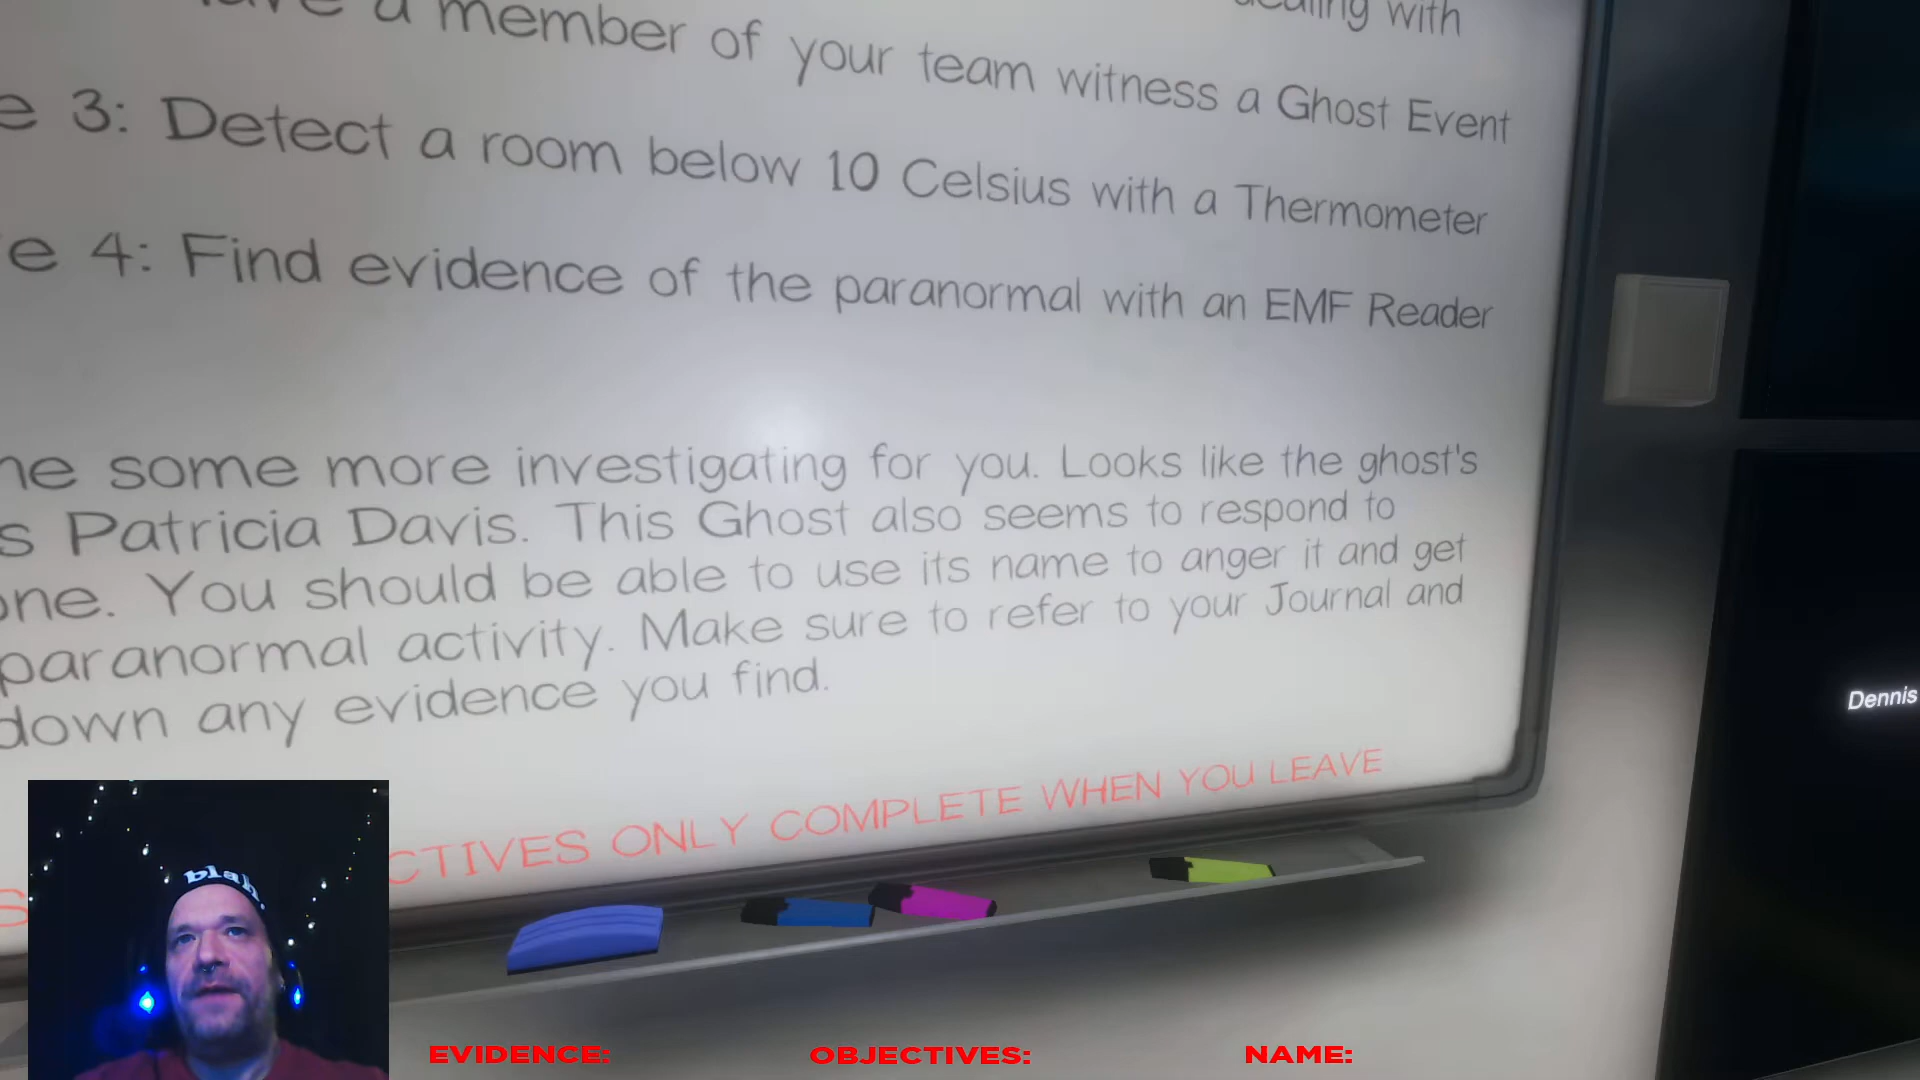 a member of your team witness a Ghost Event
with
e 3: Detect a room below 10 Celsius with a Thermometer
e 4: Find evidence of the paranormal with an EMF Reader
some more investigating for you. Looks like the ghost's
s Patricia Davis. This Ghost also seems to respond to
one. You should be able to use its name to anger it and get
paranormal activity. Make sure to refer to your Journal and
down any evidence you find.
CTIVES ONLY COMPLETE WHEN YOU LEAVE
Dennis
blah.
EVIDENCE:
OBJECTIVES:
NAME: